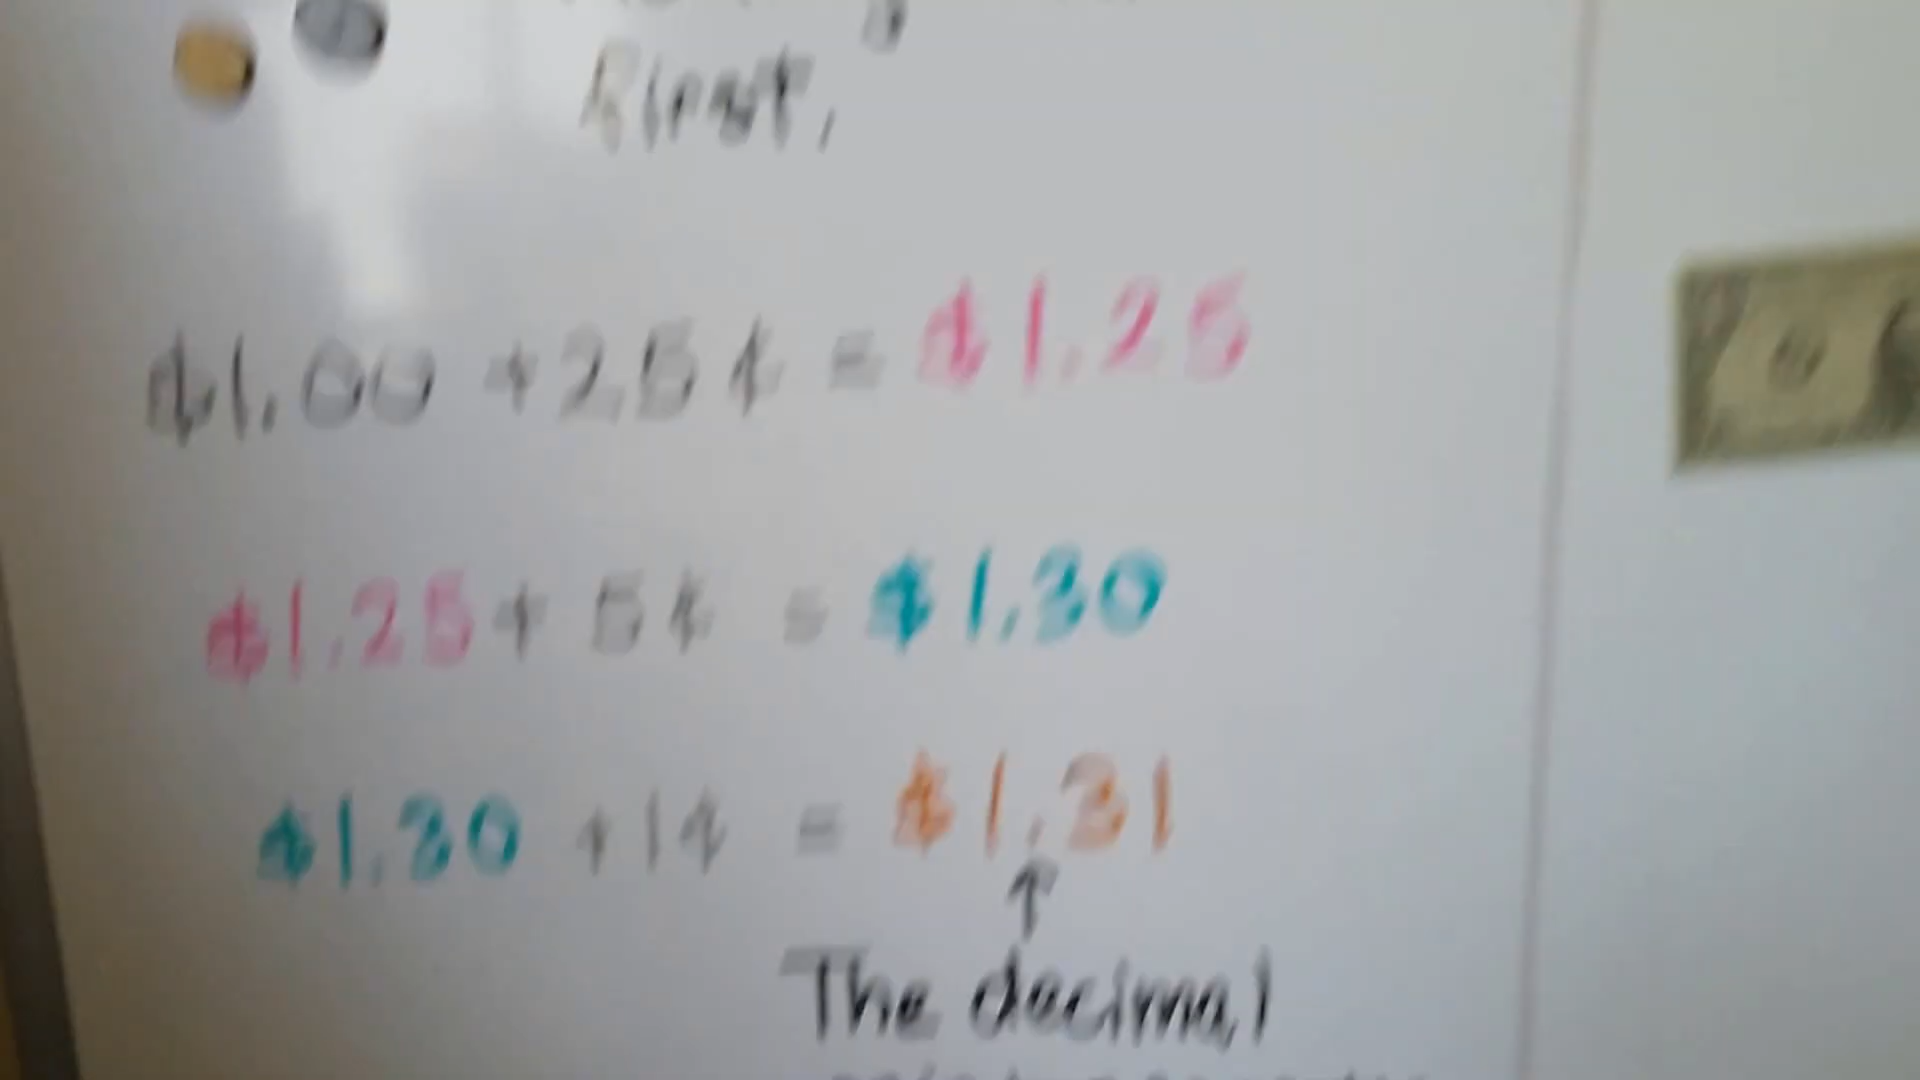 First,
$1.00 + 25¢ = $1.25
$1.25 + 5¢ = $1.30
$1.30 + 1¢ = $1.31
↑
The decimal